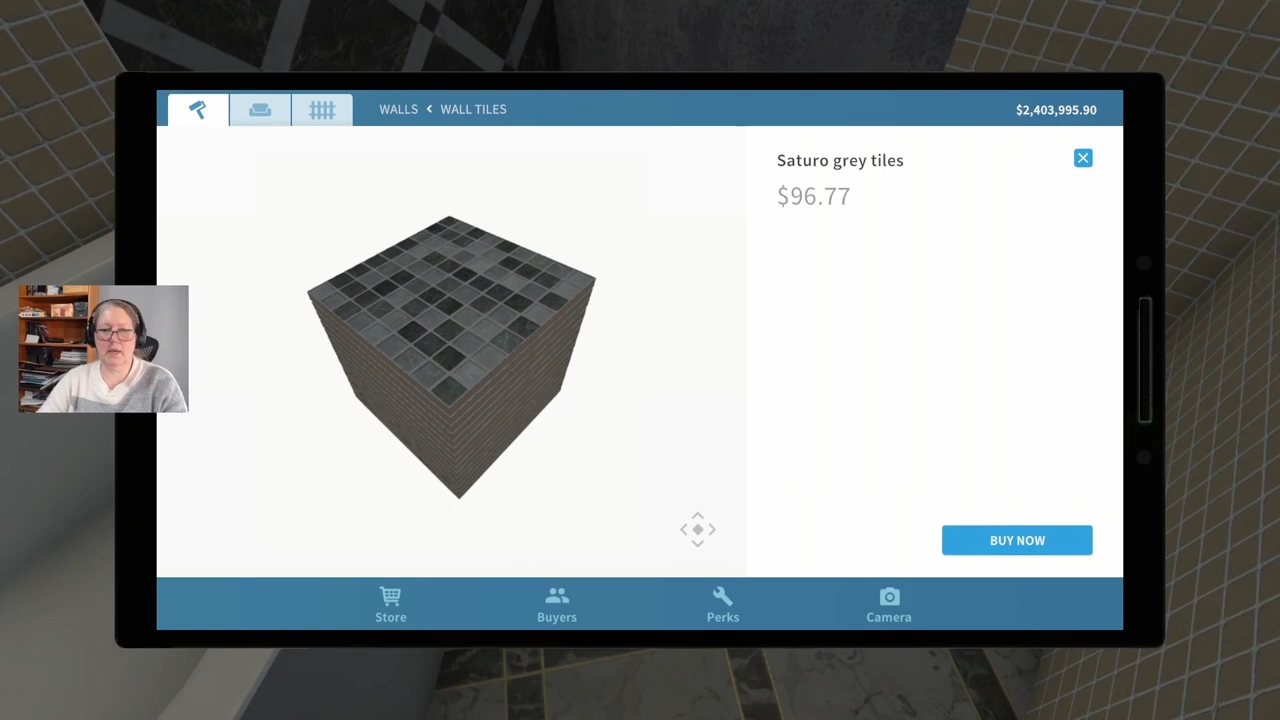 WALLS < WALL TILES
$2,403,995.90
Saturo grey tiles
$96.77
BUY NOW
Store
Buyers
Perks
Camera